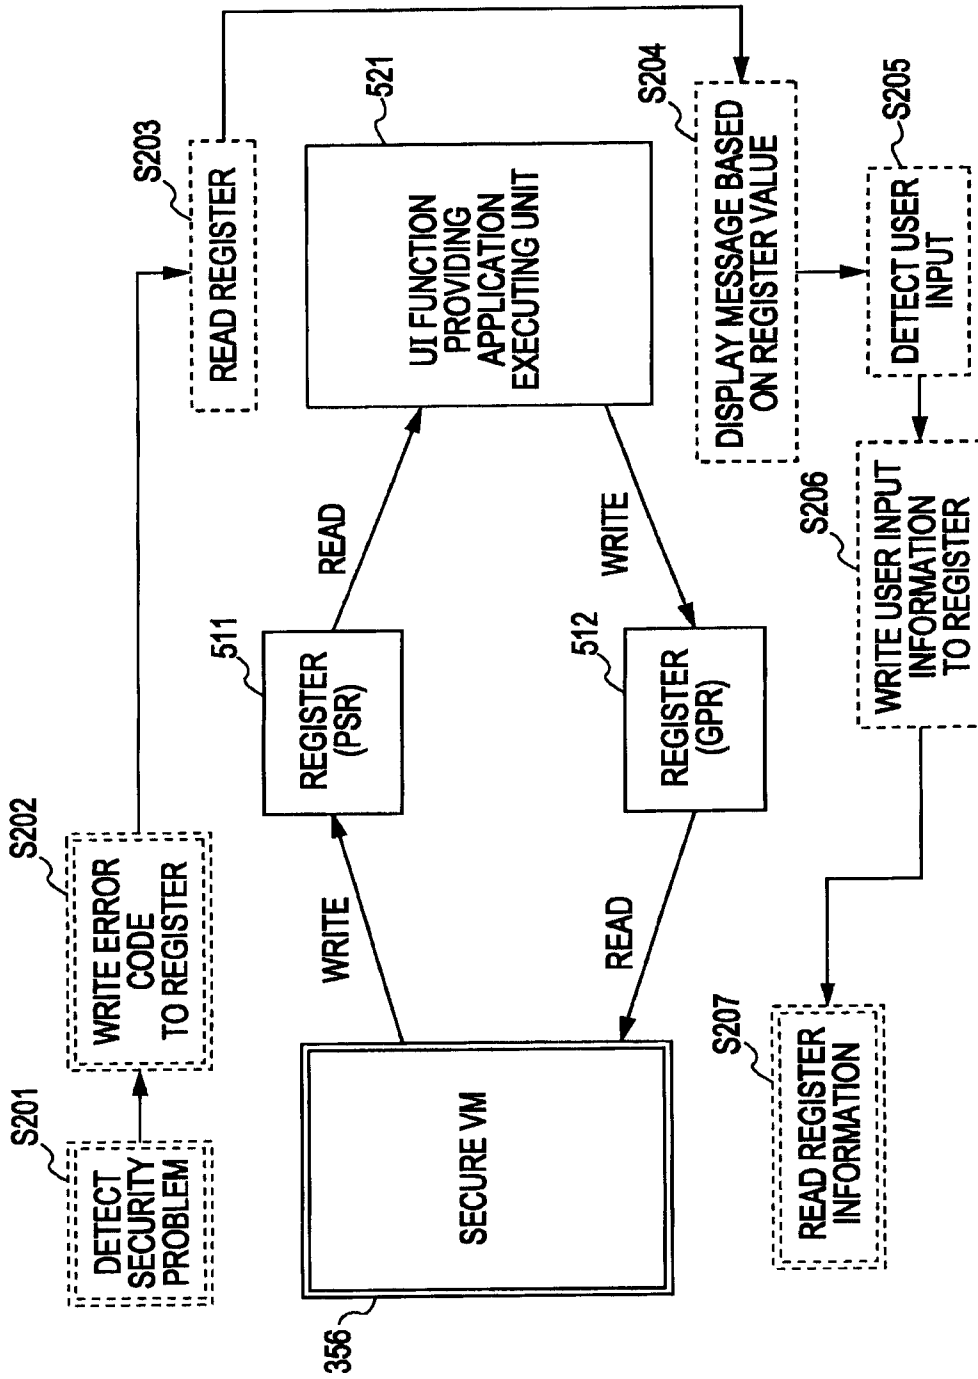 S201
DETECT
SECURITY
PROBLEM
S202
WRITE ERROR
CODE
TO REGISTER
S203
READ REGISTER
356
SECURE VM
WRITE
511
REGISTER
(PSR)
READ
521
UI FUNCTION
PROVIDING
APPLICATION
EXECUTING UNIT
READ
512
REGISTER
(GPR)
WRITE
S204
DISPLAY MESSAGE BASED
ON REGISTER VALUE
S205
DETECT USER
INPUT
S206
WRITE USER INPUT
INFORMATION
TO REGISTER
S207
READ REGISTER
INFORMATION